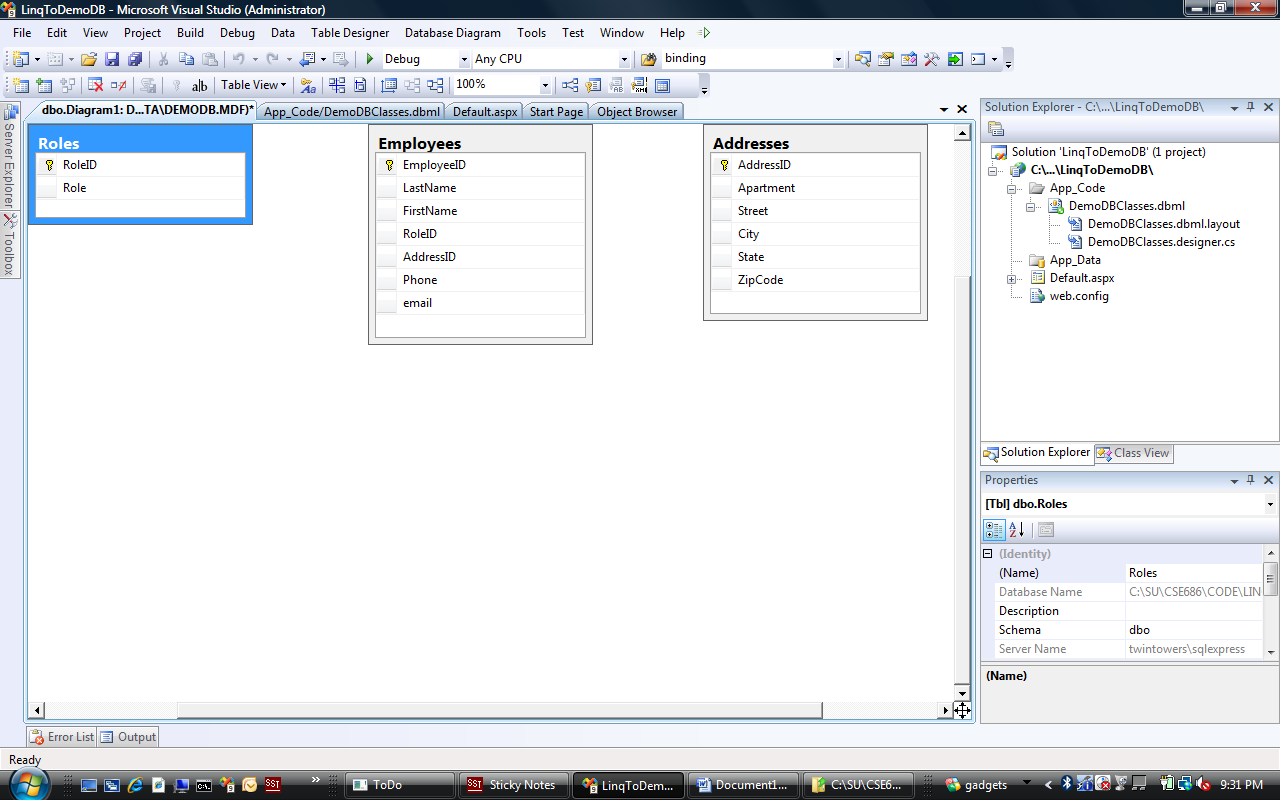 LinqToDemoDB - Microsoft Visual Studio (Administrator)
File Edit View Project Build Debug Data Table Designer Database Diagram Tools Test Window Help
Debug Any CPU binding
ab Table View 100%
dbo.Diagram1: D...TA\DEMODB.MDF)* App_Code/DemoDBClasses.dbml Default.aspx Start Page Object Browser
Server Explorer
Toolbox
Roles
RoleID
Role
Employees
EmployeeID
LastName
FirstName
RoleID
AddressID
Phone
email
Addresses
AddressID
Apartment
Street
City
State
ZipCode
Solution Explorer - C:\...\LinqToDemoDB\
Solution 'LinqToDemoDB' (1 project)
C:\...\LinqToDemoDB\
App_Code
DemoDBClasses.dbml
DemoDBClasses.dbml.layout
DemoDBClasses.designer.cs
App_Data
Default.aspx
web.config
Solution Explorer Class View
Properties
[Tbl] dbo.Roles
(Identity)
(Name) Roles
Database Name C:\SU\CSE686\CODE\LIN
Description
Schema dbo
Server Name twintowers\sqlexpress
(Name)
Error List Output
Ready
SST
» ToDo SST Sticky Notes LinqToDem... Document1... C:\SU\CSE6... gadgets 9:31 PM